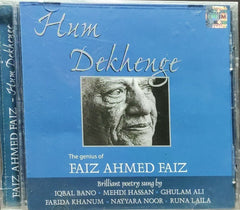 FAIZ AHMED FAIZ - Hum Dekhenge
Hum
Dekhenge
The genius of
FAIZ AHMED FAIZ
Brilliant poetry sung by
IQBAL BANO - MEHDI HASSAN - GHULAM ALI
FARIDA KHANUM - NAYYARA NOOR - RUNA LAILA